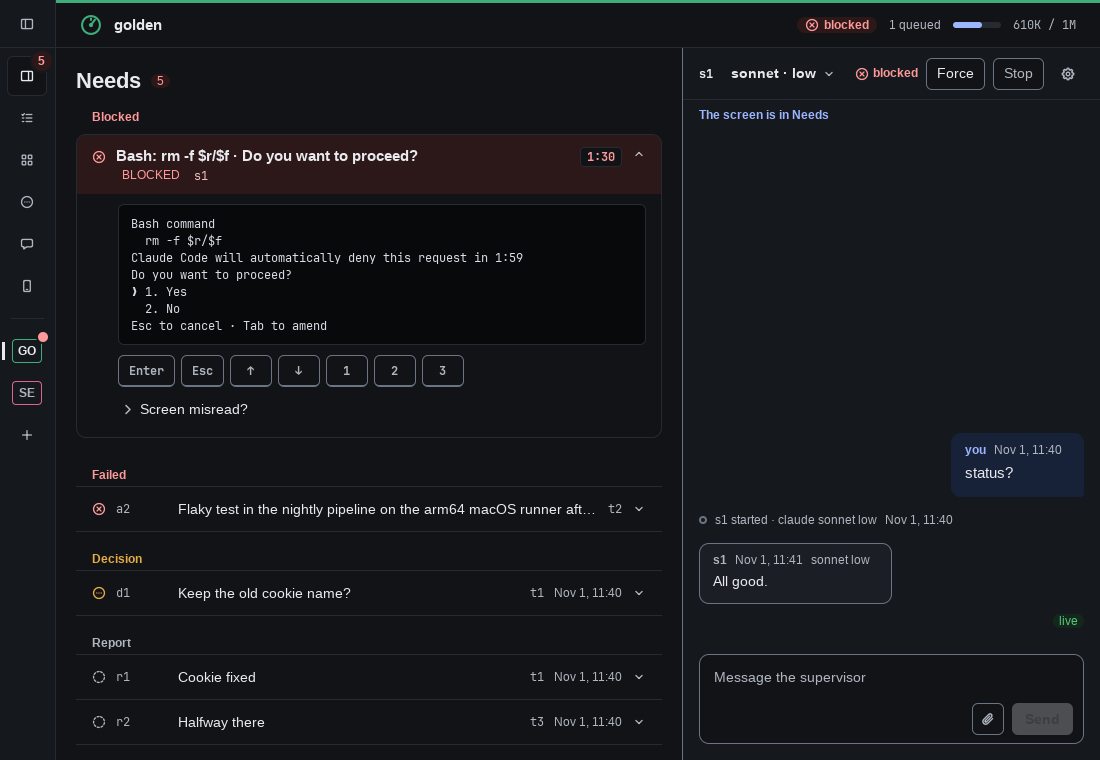 golden
blocked
1 queued
610K / 1M
5
Needs 5
Blocked
Bash: rm -f $r/$f · Do you want to proceed?
1:30
BLOCKED s1
Bash command
rm -f $r/$f
Claude Code will automatically deny this request in 1:59
Do you want to proceed?
❯ 1. Yes
2. No
Esc to cancel · Tab to amend
Enter Esc ↑ ↓ 1 2 3
Screen misread?
Failed
a2 Flaky test in the nightly pipeline on the arm64 macOS runner aft… t2
Decision
d1 Keep the old cookie name? t1 Nov 1, 11:40
Report
r1 Cookie fixed t1 Nov 1, 11:40
r2 Halfway there t3 Nov 1, 11:40
GO
SE
s1 sonnet · low blocked Force Stop
The screen is in Needs
you Nov 1, 11:40
status?
s1 started · claude sonnet low Nov 1, 11:40
s1 Nov 1, 11:41 sonnet low
All good.
live
Message the supervisor
Send